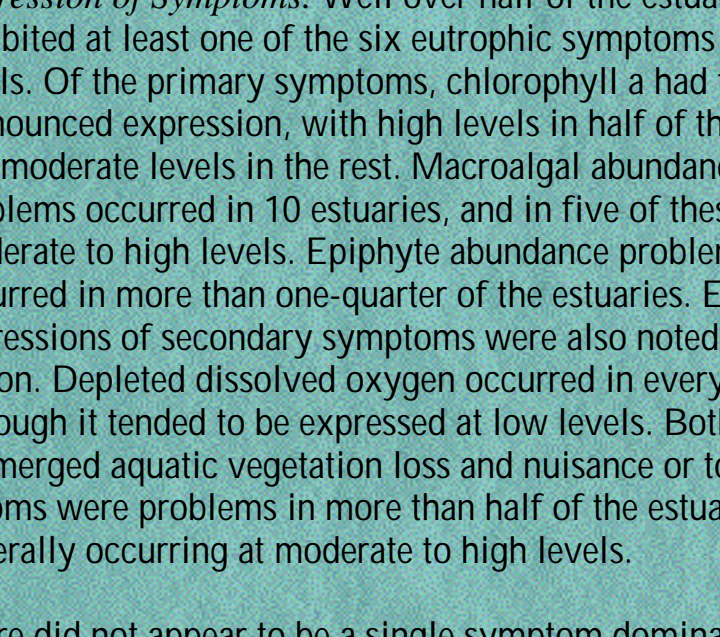 ression of Symptoms. Well over half of the estua
bited at least one of the six eutrophic symptoms
ls. Of the primary symptoms, chlorophyll a had
nounced expression, with high levels in half of th
moderate levels in the rest. Macroalgal abundanc
blems occurred in 10 estuaries, and in five of thes
derate to high levels. Epiphyte abundance problem
urred in more than one-quarter of the estuaries. E
ressions of secondary symptoms were also noted
on. Depleted dissolved oxygen occurred in every
ough it tended to be expressed at low levels. Both
merged aquatic vegetation loss and nuisance or to
oms were problems in more than half of the estua
erally occurring at moderate to high levels.
re did not appear to be a single symptom domina